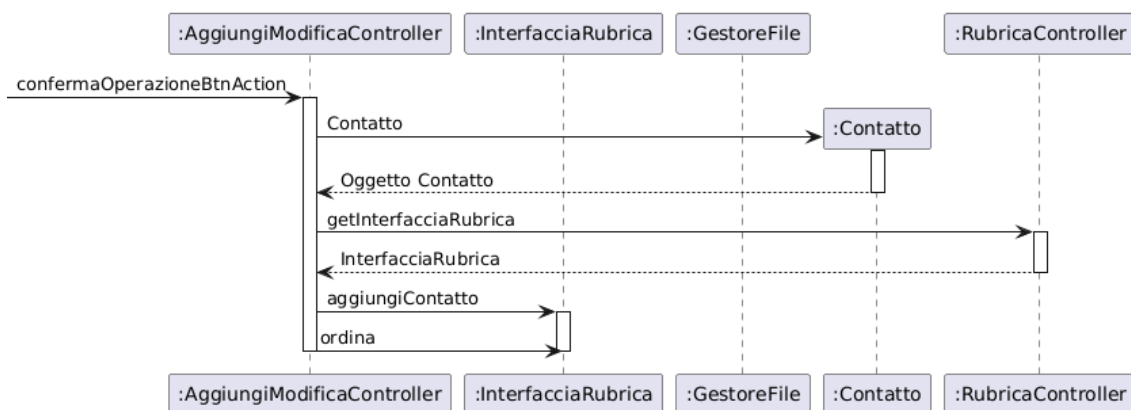 :AggiungiModificaController :InterfacciaRubrica :GestoreFile :RubricaController
confermaOperazioneBtnAction
Contatto
:Contatto
Oggetto Contatto
getInterfacciaRubrica
InterfacciaRubrica
aggiungiContatto
ordina
:AggiungiModificaController :InterfacciaRubrica :GestoreFile :Contatto :RubricaController